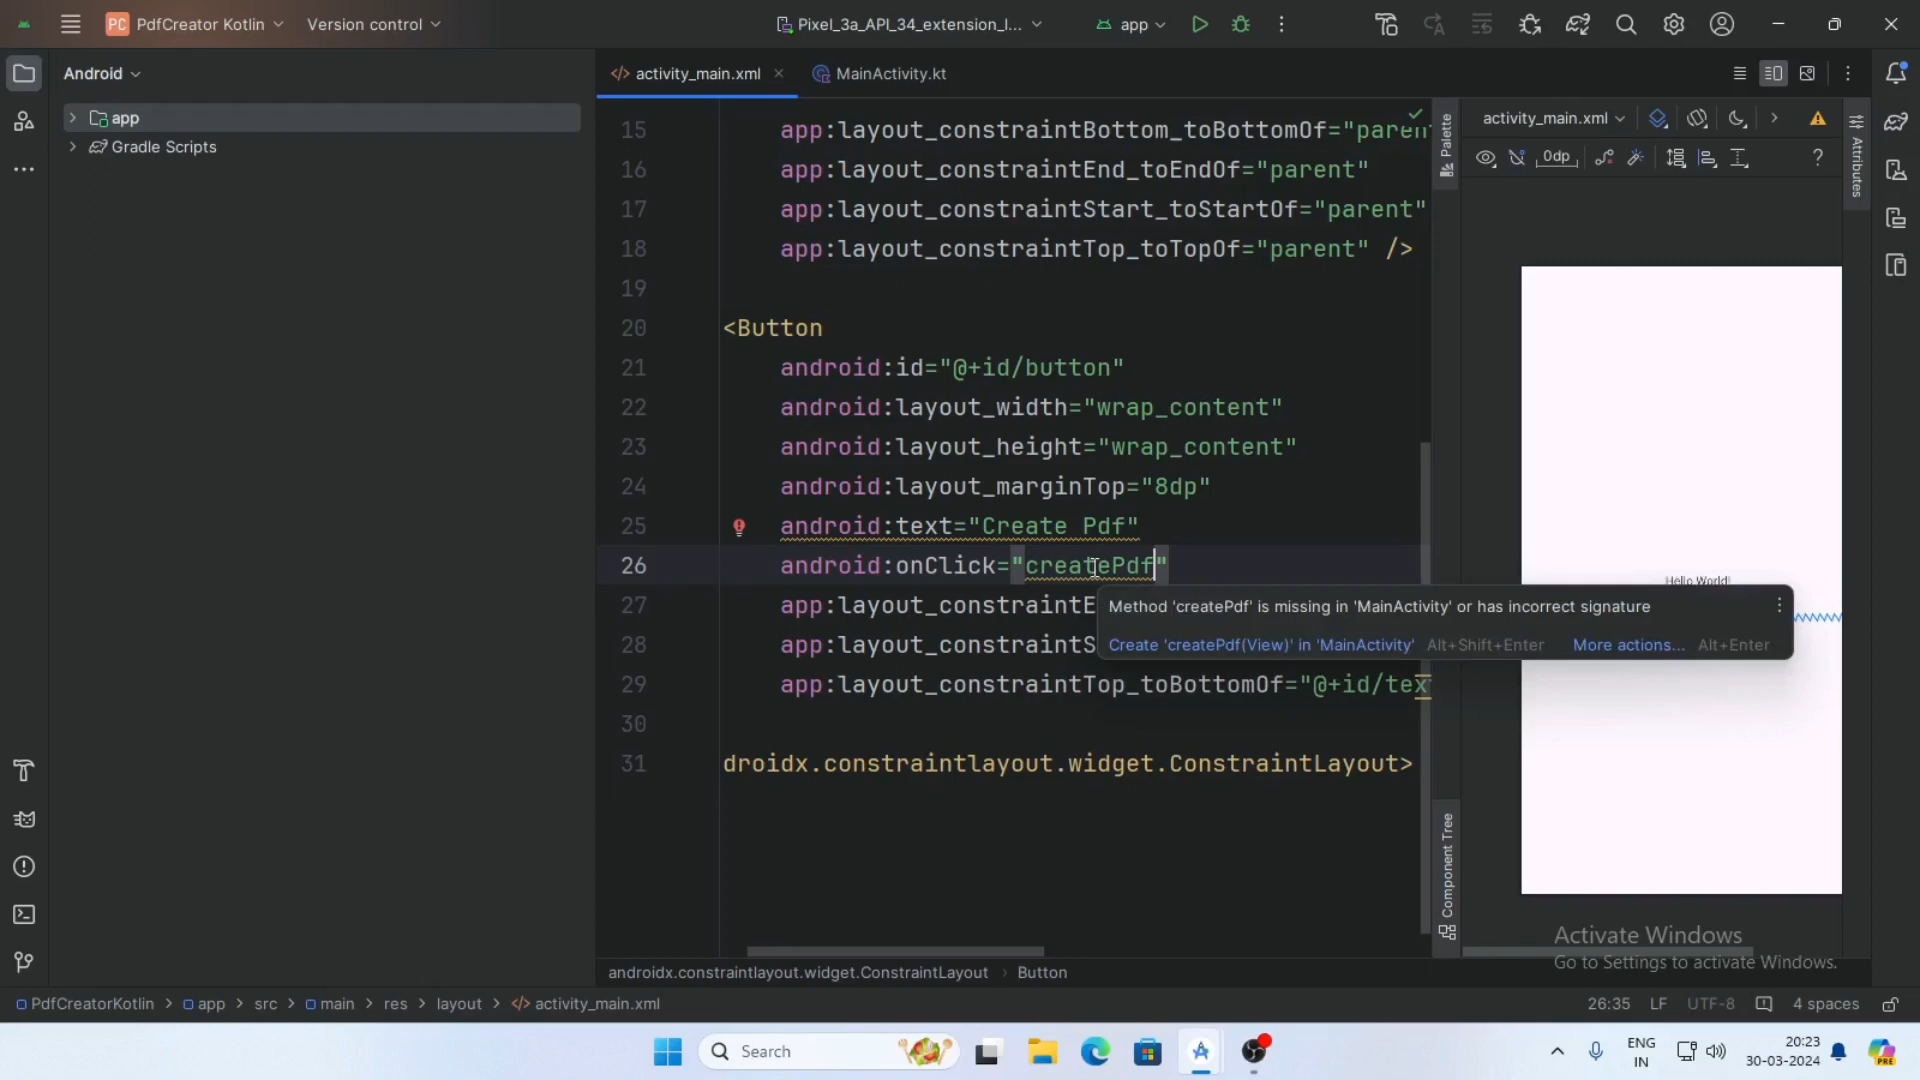 PC PdfCreator Kotlin
Version control
Pixel_3a_API_34_extension_l...
app
Android
app
Gradle Scripts
activity_main.xml
MainActivity.kt
15 app:layout_constraintBottom_toBottomOf="parent
16 app:layout_constraintEnd_toEndOf="parent"
17 app:layout_constraintStart_toStartOf="parent"
18 app:layout_constraintTop_toTopOf="parent" />
19
20 <Button
21 android:id="@+id/button"
22 android:layout_width="wrap_content"
23 android:layout_height="wrap_content"
24 android:layout_marginTop="8dp"
25 android:text="Create Pdf"
26 android:onClick="createPdf"
27 app:layout_constraintE
28 app:layout_constraintS
29 app:layout_constraintTop_toBottomOf="@+id/tex
30
31 droidx.constraintlayout.widget.ConstraintLayout>
Method 'createPdf' is missing in 'MainActivity' or has incorrect signature
Create 'createPdf(View)' in 'MainActivity' Alt+Shift+Enter More actions... Alt+Enter
Palette
Component Tree
activity_main.xml
0dp
?
Attributes
Hello World!
Activate Windows
Go to Settings to activate Windows.
androidx.constraintlayout.widget.ConstraintLayout > Button
PdfCreatorKotlin > app > src > main > res > layout > activity_main.xml
26:35 LF UTF-8 4 spaces
Search
ENG
IN
20:23
30-03-2024
PRE